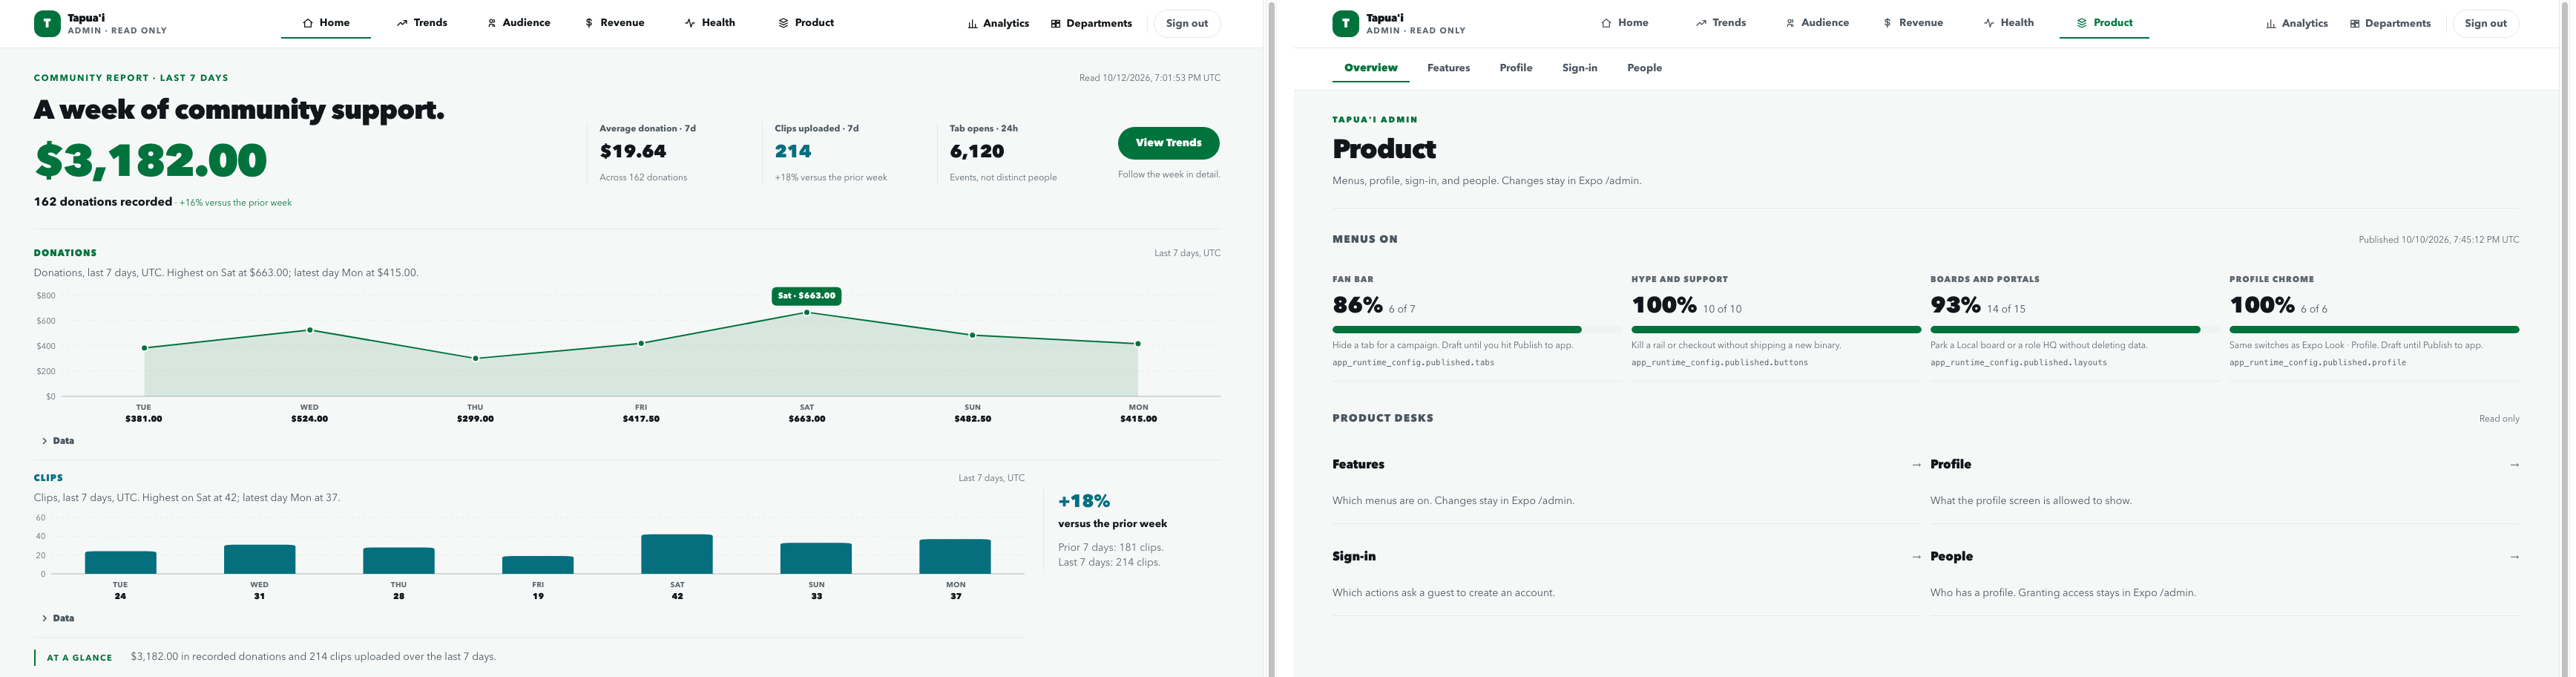 T
Tapua'i
ADMIN · READ ONLY
Home
Trends
Audience
Revenue
Health
Product
Analytics
Departments
Sign out
COMMUNITY REPORT · LAST 7 DAYS
Read 10/12/2026, 7:01:53 PM UTC
A week of community support.
$3,182.00
162 donations recorded · +16% versus the prior week
Average donation · 7d
$19.64
Across 162 donations
Clips uploaded · 7d
214
+18% versus the prior week
Tab opens · 24h
6,120
Events, not distinct people
View Trends
Follow the week in detail.
DONATIONS
Last 7 days, UTC
Donations, last 7 days, UTC. Highest on Sat at $663.00; latest day Mon at $415.00.
$800
$600
$400
$200
$0
Sat · $663.00
TUE
$381.00
WED
$524.00
THU
$299.00
FRI
$417.50
SAT
$663.00
SUN
$482.50
MON
$415.00
Data
CLIPS
Last 7 days, UTC
Clips, last 7 days, UTC. Highest on Sat at 42; latest day Mon at 37.
60
40
20
0
TUE
24
WED
31
THU
28
FRI
19
SAT
42
SUN
33
MON
37
+18%
versus the prior week
Prior 7 days: 181 clips.
Last 7 days: 214 clips.
Data
AT A GLANCE
$3,182.00 in recorded donations and 214 clips uploaded over the last 7 days.
T
Tapua'i
ADMIN · READ ONLY
Home
Trends
Audience
Revenue
Health
Product
Analytics
Departments
Sign out
Overview
Features
Profile
Sign-in
People
TAPUA'I ADMIN
Product
Menus, profile, sign-in, and people. Changes stay in Expo /admin.
MENUS ON
Published 10/10/2026, 7:45:12 PM UTC
FAN BAR
86% 6 of 7
Hide a tab for a campaign. Draft until you hit Publish to app.
app_runtime_config.published.tabs
HYPE AND SUPPORT
100% 10 of 10
Kill a rail or checkout without shipping a new binary.
app_runtime_config.published.buttons
BOARDS AND PORTALS
93% 14 of 15
Park a Local board or a role HQ without deleting data.
app_runtime_config.published.layouts
PROFILE CHROME
100% 6 of 6
Same switches as Expo Look · Profile. Draft until Publish to app.
app_runtime_config.published.profile
PRODUCT DESKS
Read only
Features →
Which menus are on. Changes stay in Expo /admin.
Profile →
What the profile screen is allowed to show.
Sign-in →
Which actions ask a guest to create an account.
People →
Who has a profile. Granting access stays in Expo /admin.